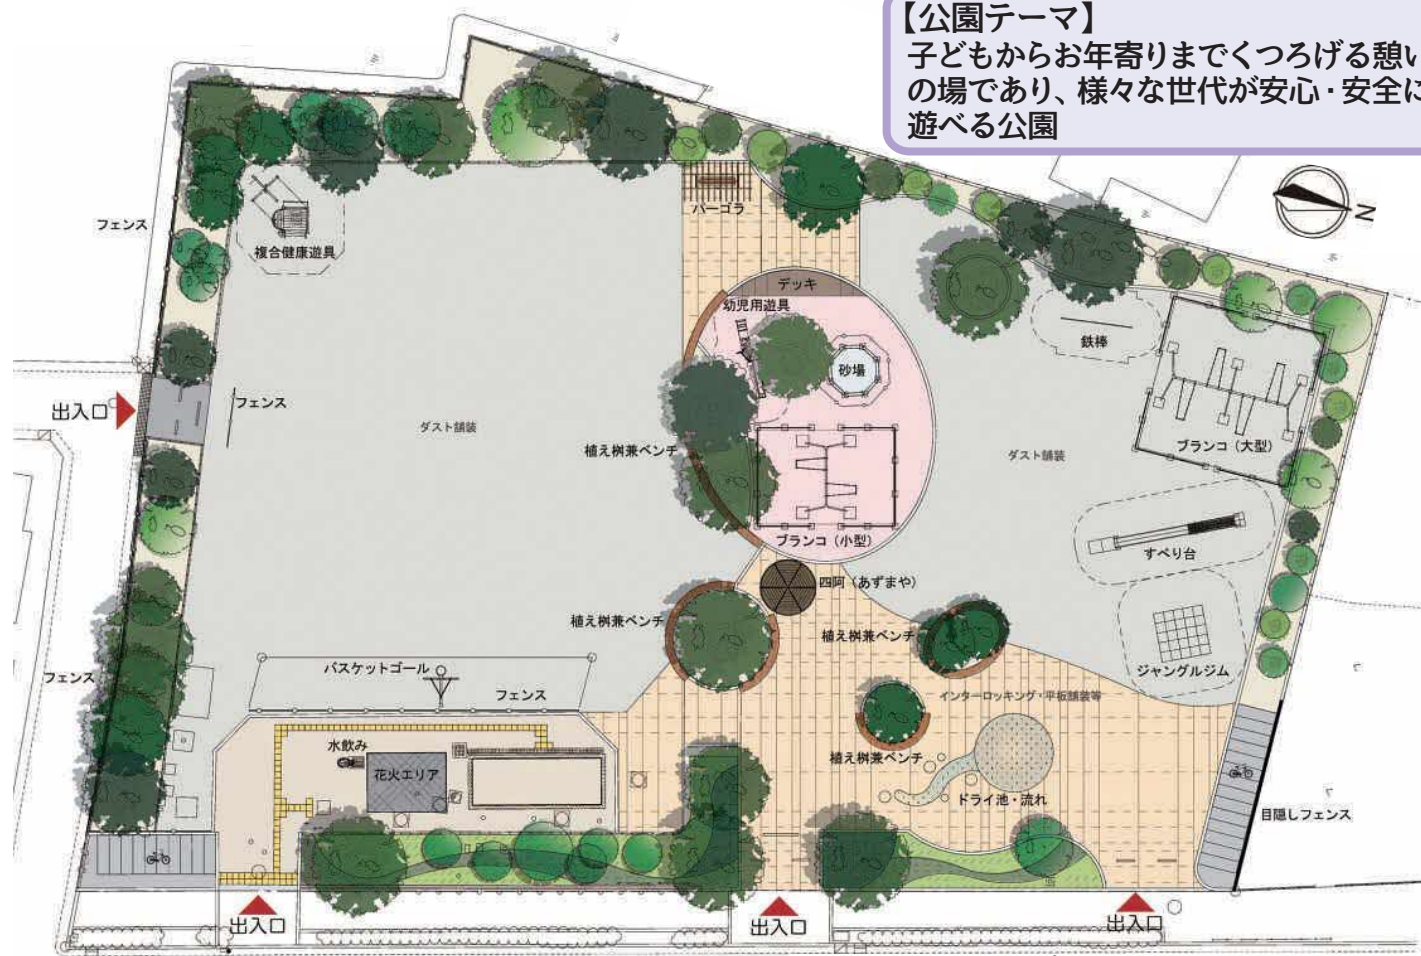 【公園テーマ】
子どもからお年寄りまでくつろげる憩い
の場であり、様々な世代が安心・安全に
遊べる公園
N
フェンス
複合健康遊具
パーゴラ
デッキ
幼児用遊具
砂場
鉄棒
出入口
フェンス
ダスト舗装
植え桝兼ベンチ
ブランコ(小型)
ダスト舗装
ブランコ(大型)
すべり台
四阿(あずまや)
植え桝兼ベンチ
植え桝兼ベンチ
ジャングルジム
フェンス
バスケットゴール
フェンス
インターロッキング・平板舗装等
水飲み
花火エリア
植え桝兼ベンチ
ドライ池・流れ
目隠しフェンス
出入口
出入口
出入口